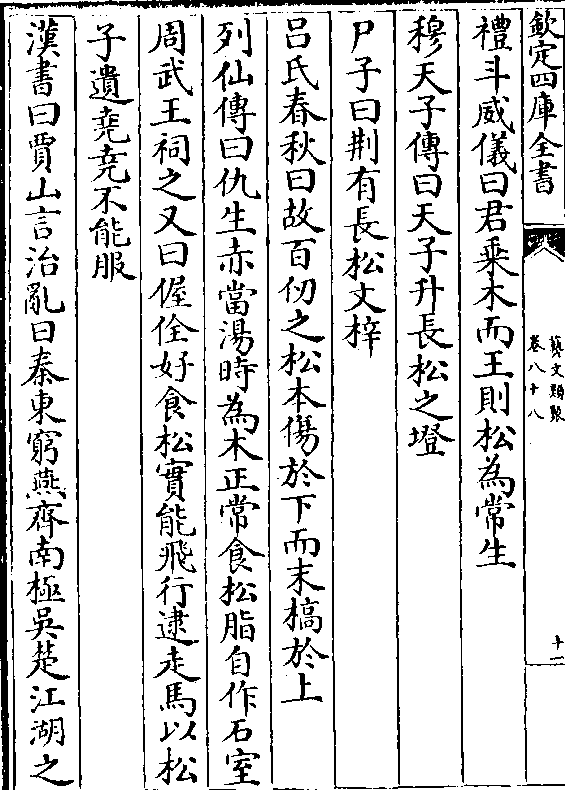 欽定四庫全書
藝文類聚
卷八十八
十一
禮斗威儀曰君乘木而王則松為常生
穆天子傳曰天子升長松之墱
尸子曰荆有長松文梓
吕氏春秋曰故百仞之松本傷於下而末槁於上
列仙傳曰仇生赤當湯時為木正常食松脂自作石室
周武王祠之又曰偓佺好食松實能飛行逮走馬以松
子遺堯堯不能服
漢書曰賈山言治亂曰秦東窮燕齊南極吳楚江湖之